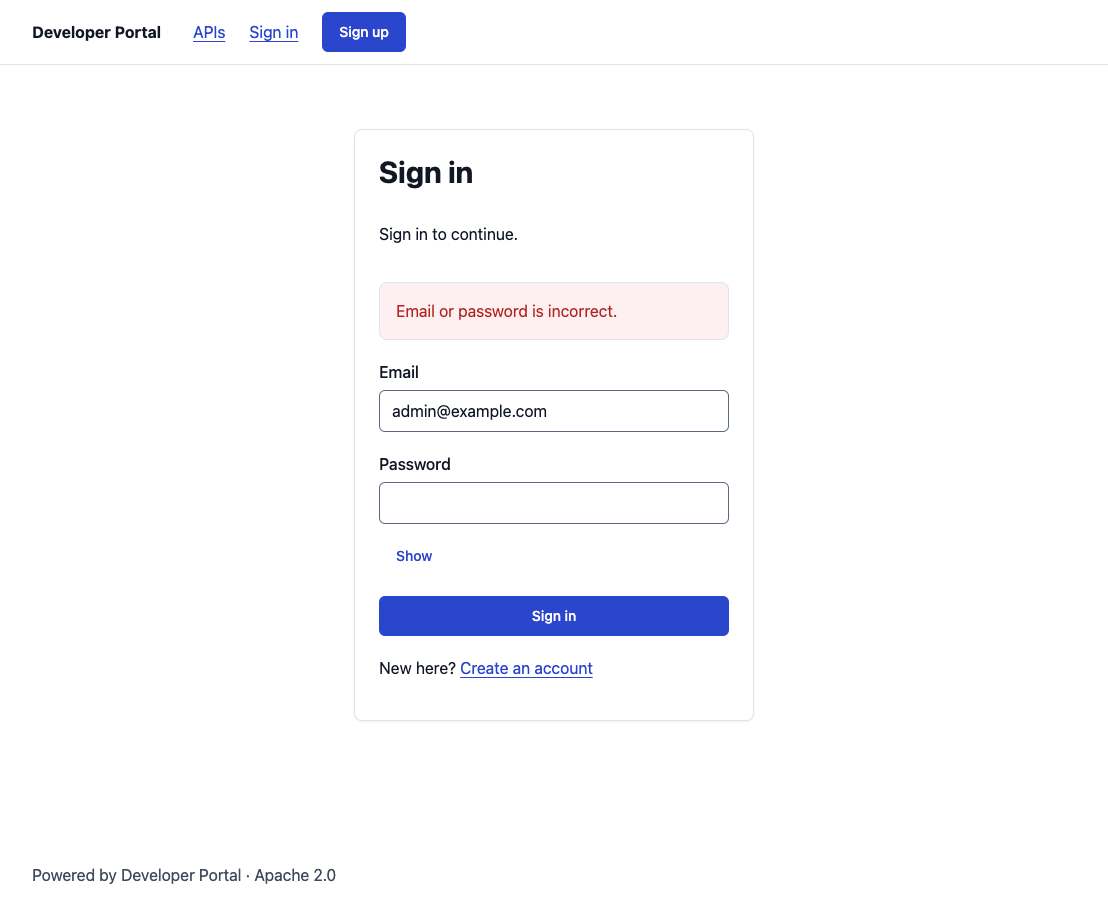 Developer Portal APIs Sign in Sign up
Sign in
Sign in to continue.
Email or password is incorrect.
Email
admin@example.com
Password
Show
Sign in
New here? Create an account
Powered by Developer Portal · Apache 2.0